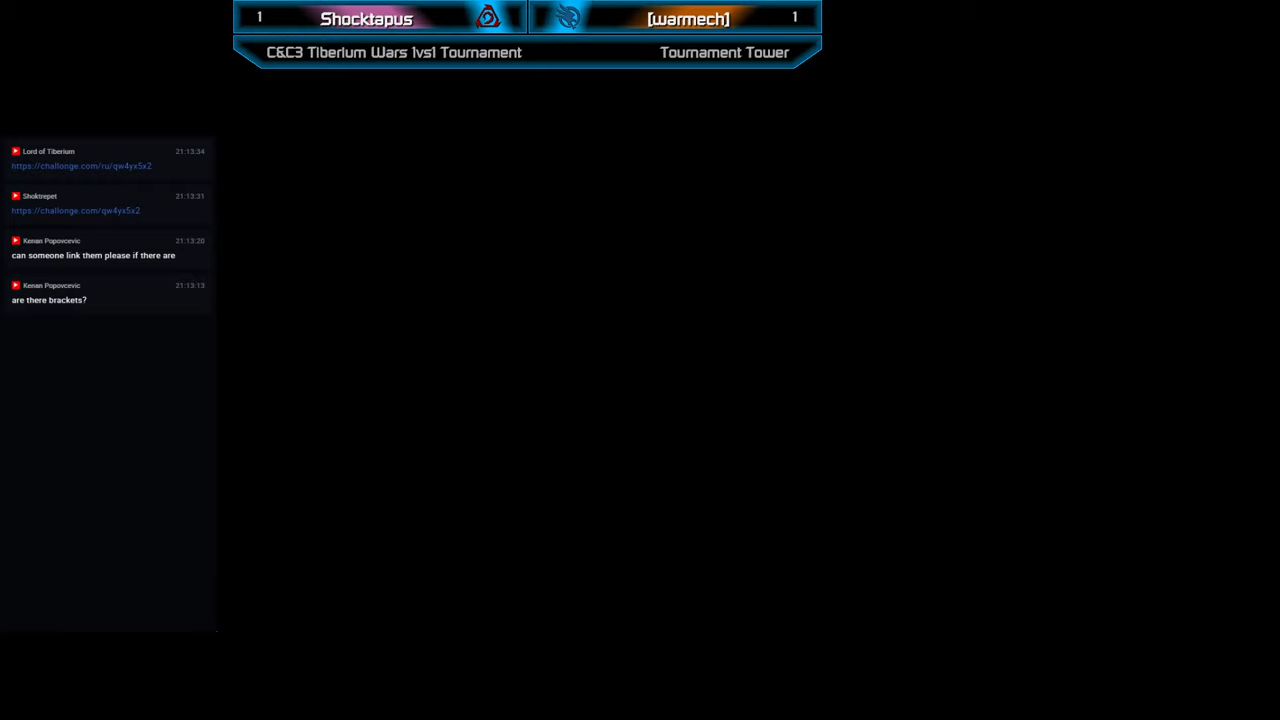 1 Shocktapus [warmech] 1
C&C3 Tiberium Wars 1vs1 Tournament Tournament Tower
Lord of Tiberium 21:13:34
https://challonge.com/ru/qw4yx5x2
Shoktrepet 21:13:31
https://challonge.com/qw4yx5x2
Kenan Popovcevic 21:13:20
can someone link them please if there are
Kenan Popovcevic 21:13:13
are there brackets?